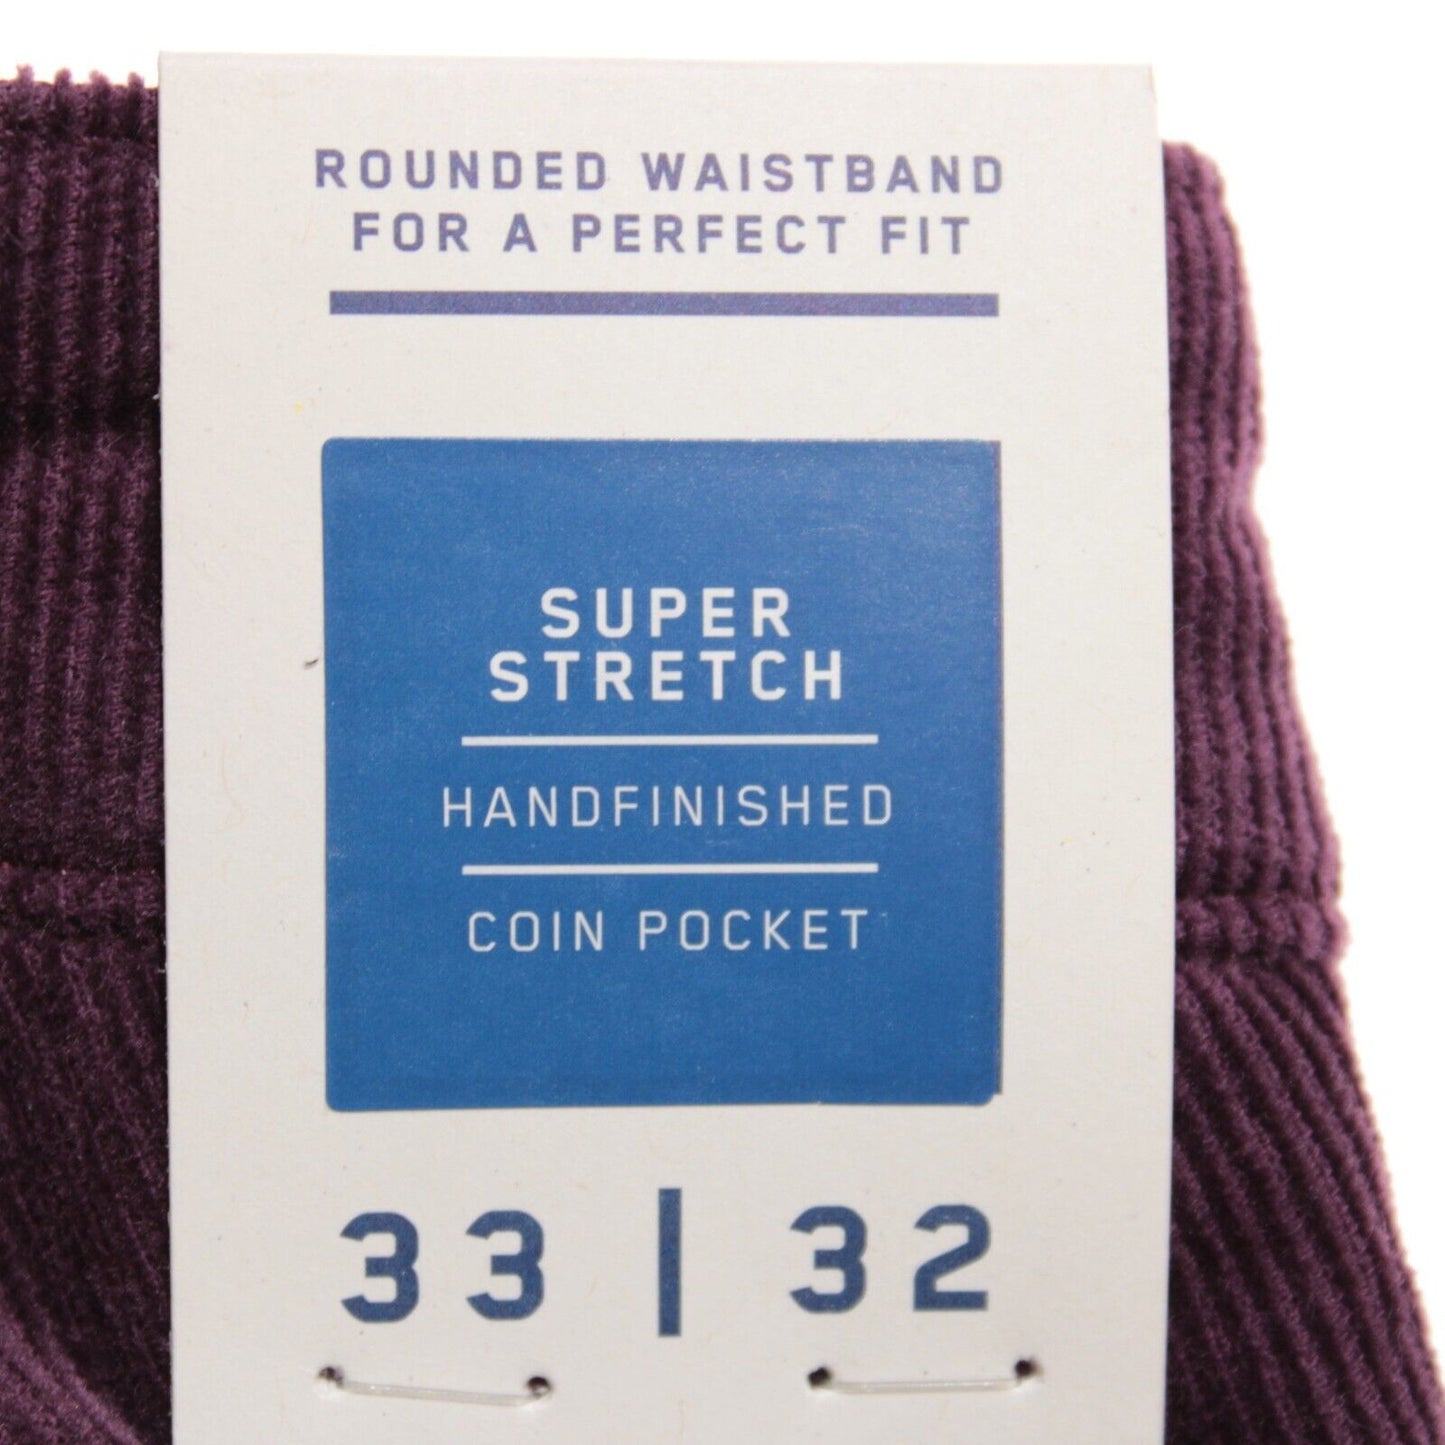 ROUNDED WAISTBAND
FOR A PERFECT FIT
SUPER
STRETCH
HANDFINISHED
COIN POCKET
33 | 32